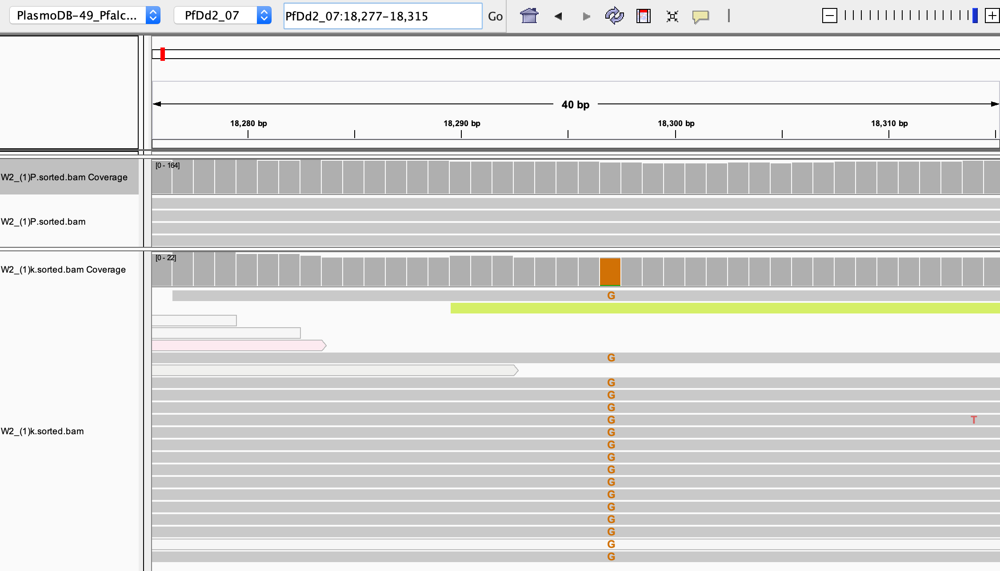 PlasmoDB-49_Pfalc... PfDd2_07 PfDd2_07:18,277-18,315 Go
40 bp
18,280 bp 18,290 bp 18,300 bp 18,310 bp
[0 - 164]
W2_(1)P.sorted.bam Coverage
W2_(1)P.sorted.bam
[0 - 22]
W2_(1)k.sorted.bam Coverage
G
G
G
G
G
G T
W2_(1)k.sorted.bam G
G
G
G
G
G
G
G
G
G
G